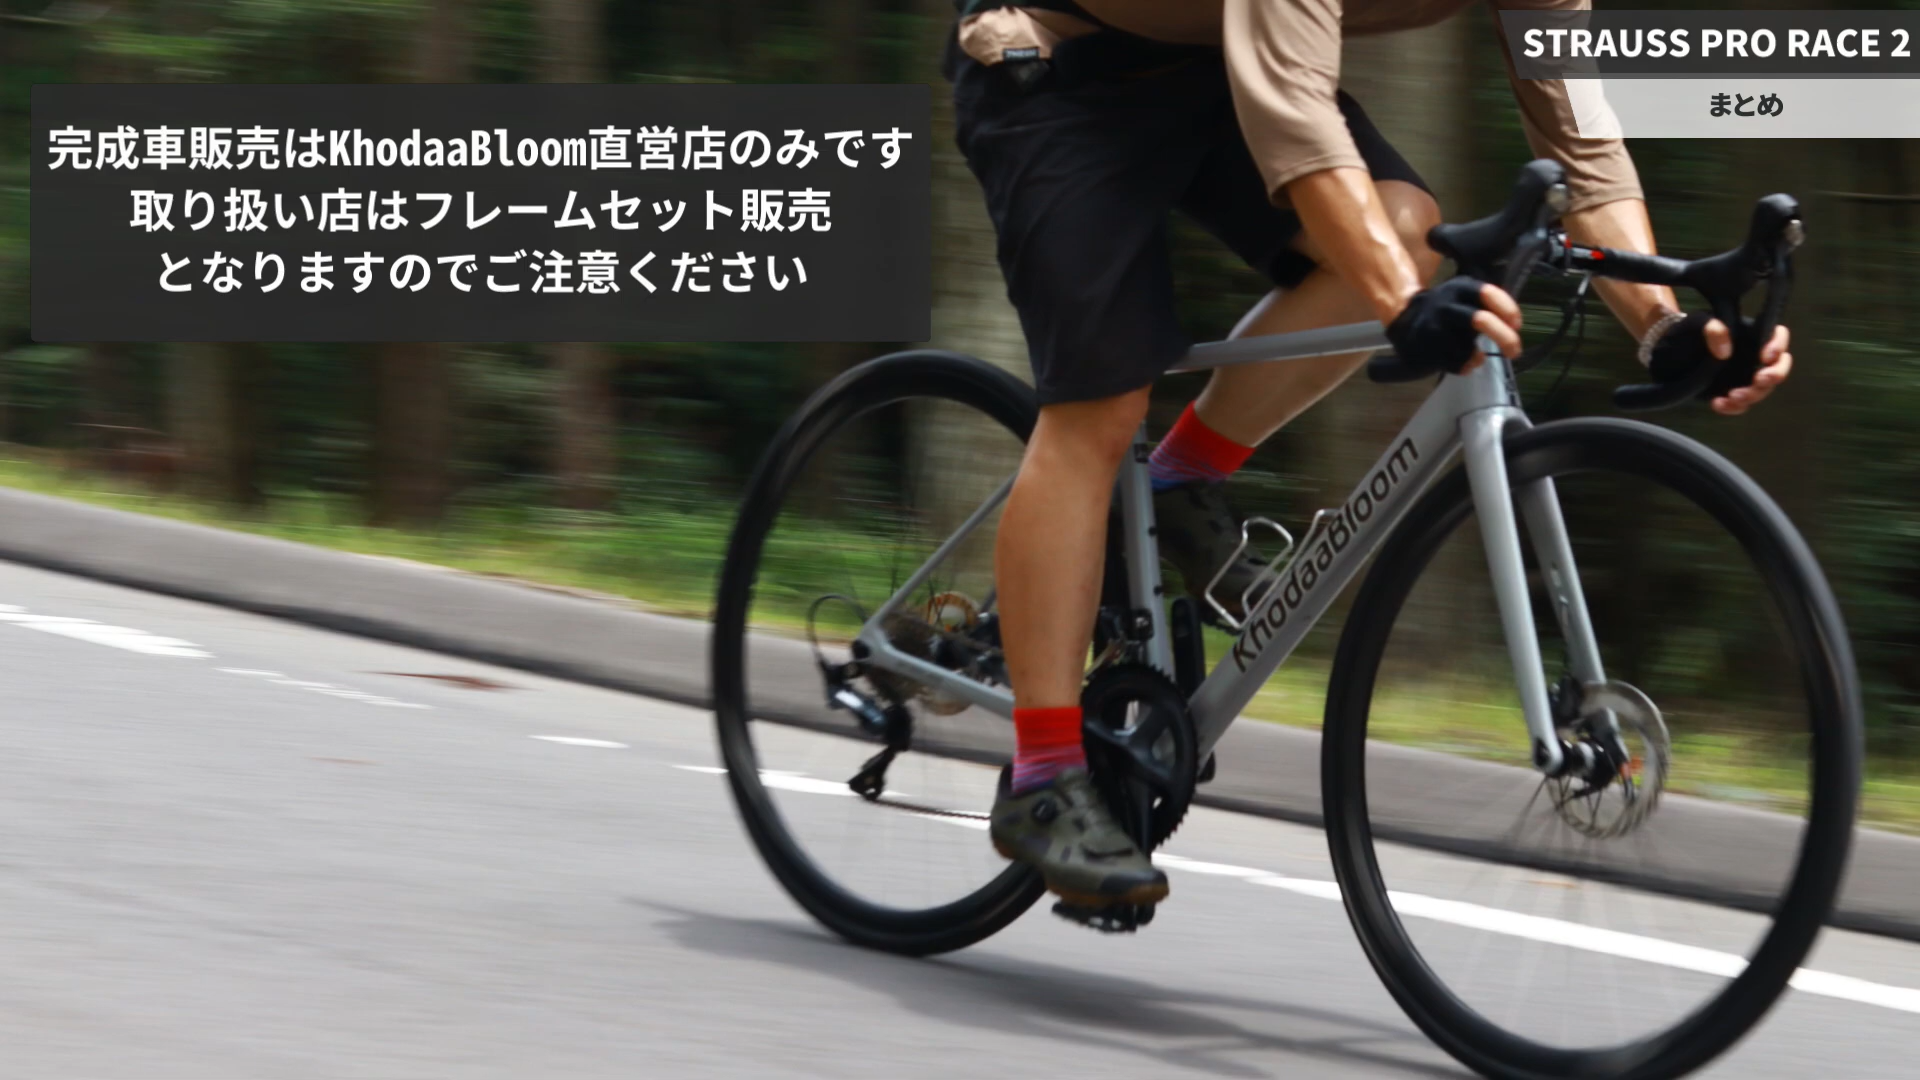 STRAUSS PRO RACE 2
まとめ
完成車販売はKhodaaBloom直営店のみです
取り扱い店はフレームセット販売
となりますのでご注意ください
KhodaaBloom